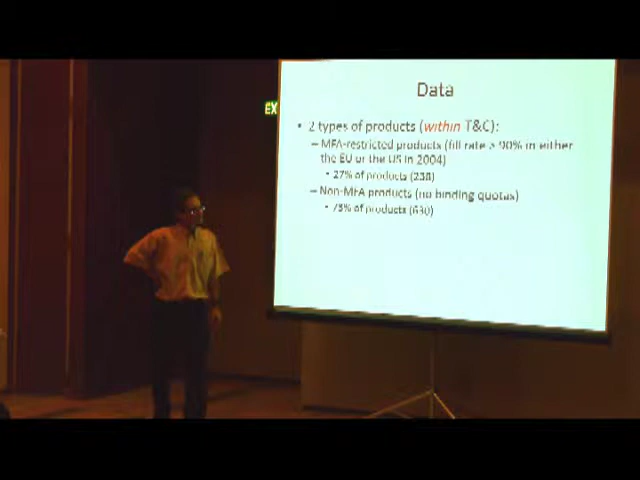 Data
EX
• 2 types of products (within T&C):
– MFA-restricted products (fill rate > 90% in either
the EU or the US in 2004)
• 27% of products (238)
– Non-MFA products (no binding quotas)
• 73% of products (630)